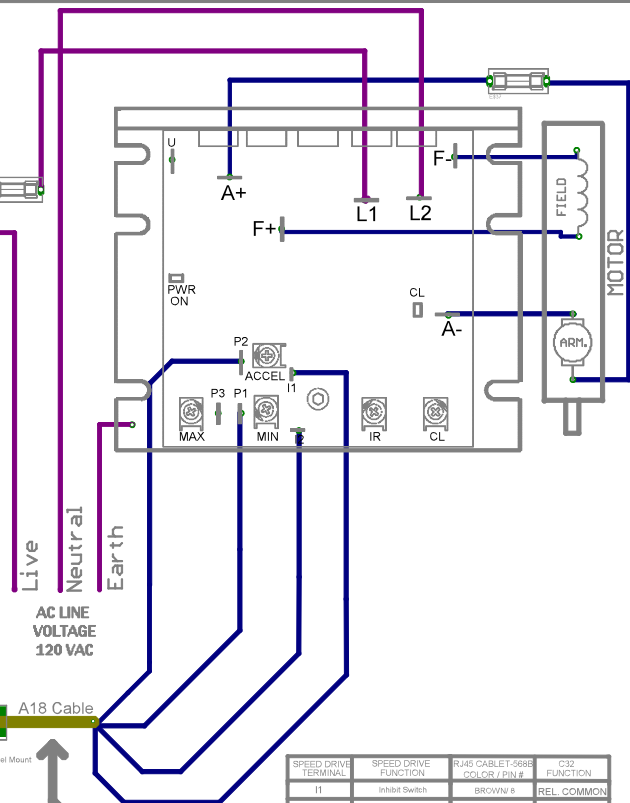 U
A+
F-
L1
L2
F+
FIELD
MOTOR
PWR
ON
CL
A-
ARM.
P2
ACCEL
I1
P3
P1
MAX
MIN
IR
CL
Live
Neutral
Earth
AC LINE
VOLTAGE
120 VAC
A18 Cable
el Mount
SPEED DRIVE
TERMINAL
SPEED DRIVE
FUNCTION
RJ45 CABLET-568B
COLOR / PIN #
C32
FUNCTION
I1
Inhibit Switch
BROWN/ 8
REL. COMMON